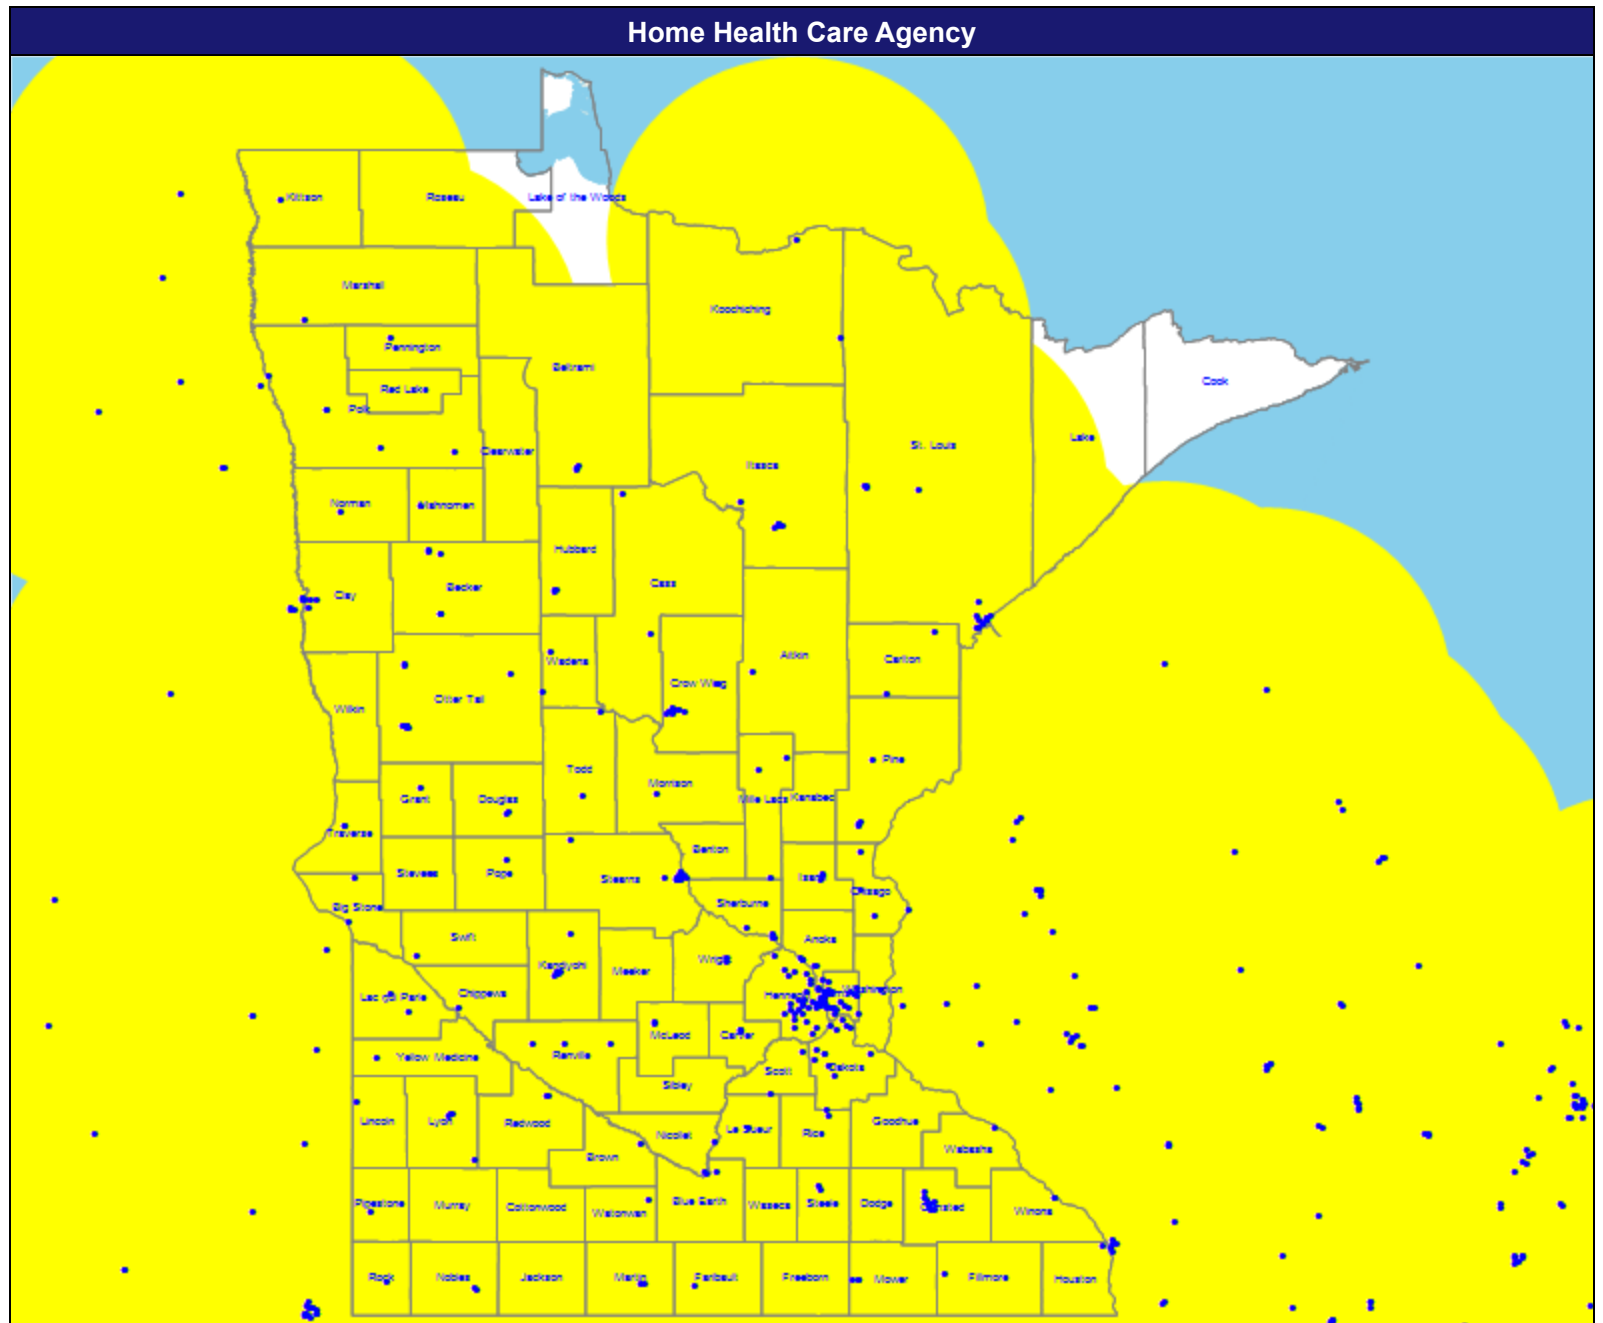 Home Health Care Agency
Kittson
Roseau
Lake of the Woods
Marshall
Koochiching
Pennington
Beltrami
Red Lake
Cook
Polk
Lake
St. Louis
Clearwater
Itasca
Norman
Mahnomen
Hubbard
Cass
Becker
Clay
Aitkin
Carlton
Wadena
Crow Wing
Otter Tail
Wilkin
Pine
Todd
Morrison
Grant
Douglas
Mille Lacs
Kanabec
Traverse
Benton
Stevens
Pope
Stearns
Isanti
Chisago
Sherburne
Big Stone
Swift
Anoka
Wright
Kandiyohi
Meeker
Washington
Lac qui Parle
Chippewa
McLeod
Carver
Renville
Yellow Medicine
Scott
Dakota
Sibley
Lincoln
Lyon
Redwood
Goodhue
Le Sueur
Rice
Nicollet
Wabasha
Brown
Pipestone
Murray
Cottonwood
Watonwan
Blue Earth
Waseca
Steele
Dodge
Olmsted
Winona
Rock
Nobles
Jackson
Martin
Faribault
Freeborn
Mower
Fillmore
Houston